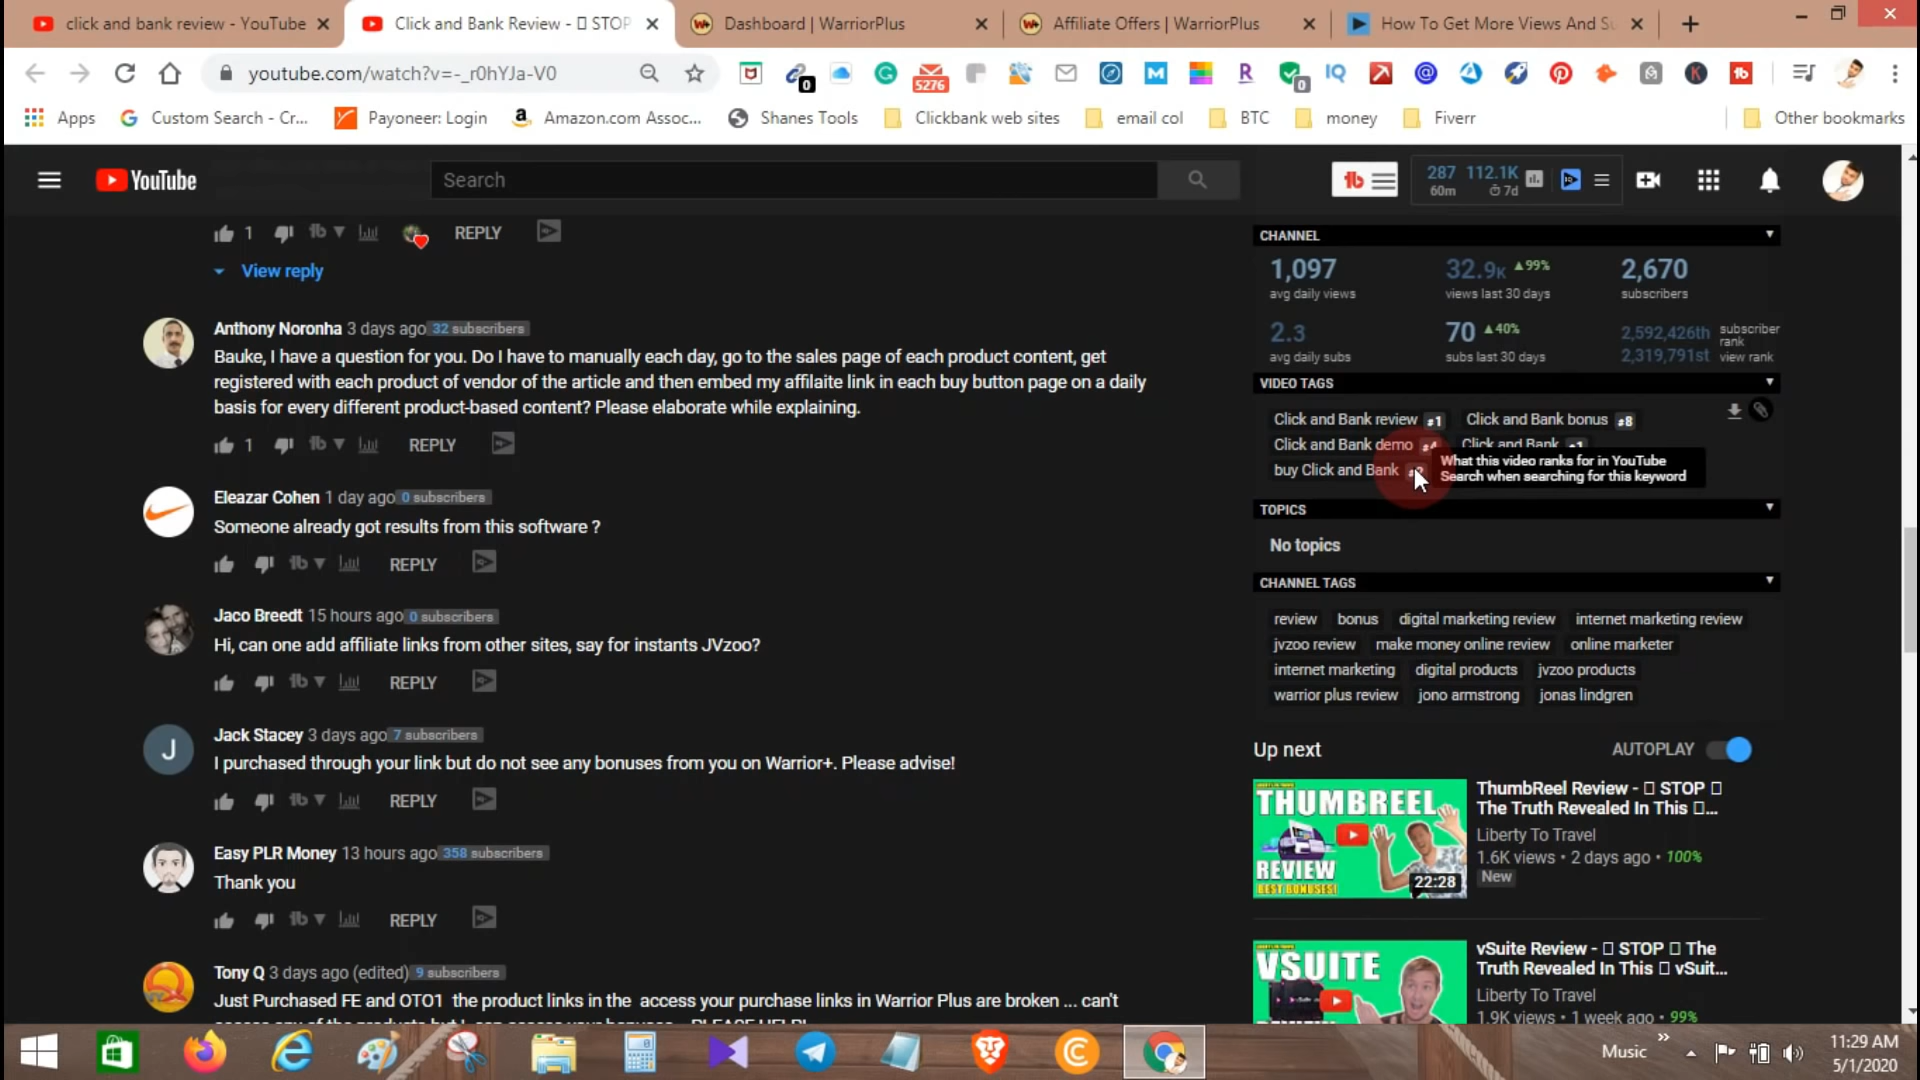 click and bank review - YouTube
Click and Bank Review - STOP
Dashboard | WarriorPlus
Affiliate Offers | WarriorPlus
How To Get More Views And Su
youtube.com/watch?v=-_r0hYJa-V0
0
5276
IQ
0
Apps
Custom Search - Cr...
Payoneer: Login
Amazon.com Assoc...
Shanes Tools
Clickbank web sites
email col
BTC
money
Fiverr
Other bookmarks
YouTube
Search
287 112.1K
60m 7d
1 REPLY
View reply
Anthony Noronha 3 days ago 32 subscribers
Bauke, I have a question for you. Do I have to manually each day, go to the sales page of each product content, get
registered with each product of vendor of the article and then embed my affilaite link in each buy button page on a daily
basis for every different product-based content? Please elaborate while explaining.
1 REPLY
Eleazar Cohen 1 day ago 0 subscribers
Someone already got results from this software ?
REPLY
Jaco Breedt 15 hours ago 0 subscribers
Hi, can one add affiliate links from other sites, say for instants JVzoo?
REPLY
J
Jack Stacey 3 days ago 7 subscribers
I purchased through your link but do not see any bonuses from you on Warrior+. Please advise!
REPLY
Easy PLR Money 13 hours ago 358 subscribers
Thank you
REPLY
Tony Q 3 days ago (edited) 9 subscribers
Just Purchased FE and OTO1 the product links in the access your purchase links in Warrior Plus are broken ... can't
CHANNEL
1,097 32.9K 99% 2,670
avg daily views views last 30 days subscribers
2.3 70 40% 2,592,426th subscriber rank
avg daily subs subs last 30 days 2,319,791st view rank
VIDEO TAGS
Click and Bank review #1 Click and Bank bonus #8
Click and Bank demo #4 Click and Bank #1
buy Click and Bank
What this video ranks for in YouTube
Search when searching for this keyword
TOPICS
No topics
CHANNEL TAGS
review bonus digital marketing review internet marketing review
jvzoo review make money online review online marketer
internet marketing digital products jvzoo products
warrior plus review jono armstrong jonas lindgren
Up next AUTOPLAY
THUMBREEL
REVIEW
BEST BONUSES!
22:28
ThumbReel Review - STOP
The Truth Revealed In This ...
Liberty To Travel
1.6K views • 2 days ago • 100%
New
VSUITE
vSuite Review - STOP The
Truth Revealed In This vSuit...
Liberty To Travel
1.9K views • 1 week ago • 99%
Music
11:29 AM
5/1/2020